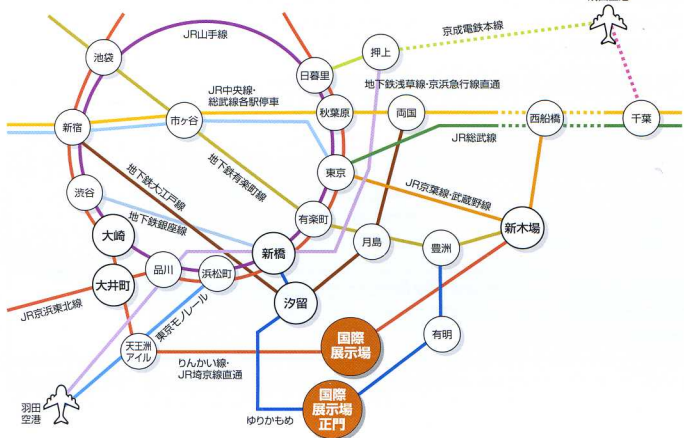 京成電鉄本線
JR山手線
押上
池袋
日暮里
地下鉄浅草線・京浜急行線直通
JR中央線・
総武線各駅停車
秋葉原
両国
西船橋
千葉
新宿
市ヶ谷
JR総武線
地下鉄大江戸線
地下鉄有楽町線
東京
JR京葉線・武蔵野線
渋谷
地下鉄銀座線
有楽町
大崎
新橋
月島
豊洲
新木場
品川
浜松町
大井町
汐留
JR京浜東北線
東京モノレール
国際
展示場
有明
天王洲
アイル
りんかい線・
JR埼京線直通
国際
展示場
正門
ゆりかもめ
羽田
空港